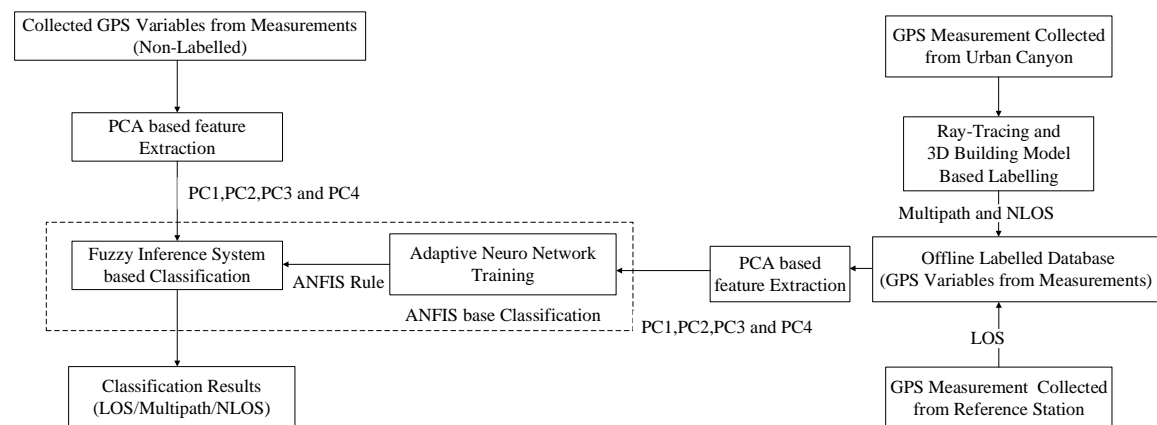 Collected GPS Variables from Measurements
(Non-Labelled)
PCA based feature
Extraction
PC1,PC2,PC3 and PC4
Fuzzy Inference System
based Classification
ANFIS Rule
Adaptive Neuro Network
Training
ANFIS base Classification
Classification Results
(LOS/Multipath/NLOS)
PCA based
feature Extraction
PC1,PC2,PC3 and PC4
GPS Measurement Collected
from Urban Canyon
Ray-Tracing and
3D Building Model
Based Labelling
Multipath and NLOS
Offline Labelled Database
(GPS Variables from Measurements)
LOS
GPS Measurement Collected
from Reference Station